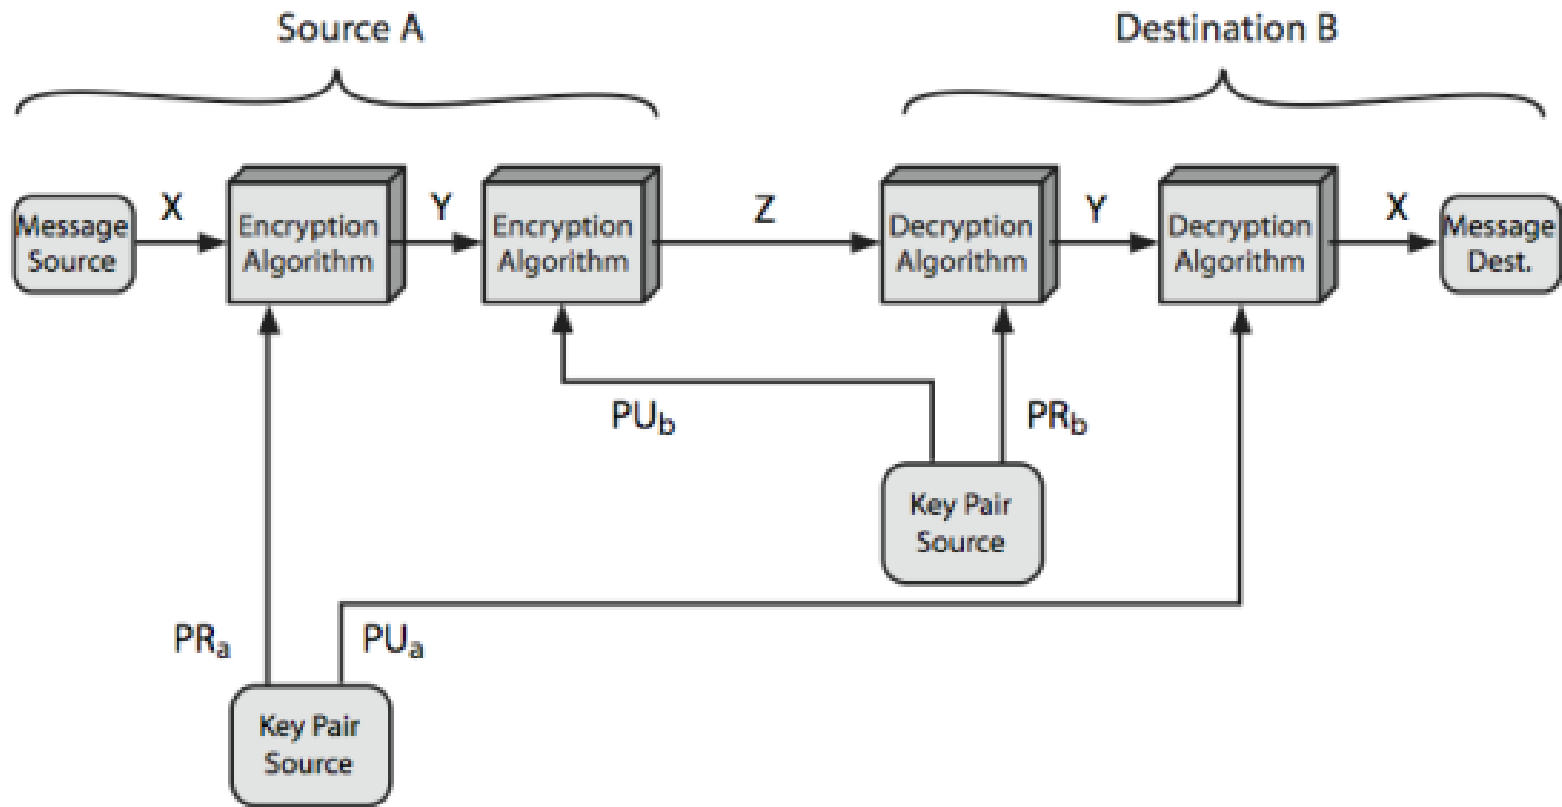 Source A
Destination B
Message
Source
X
Encryption
Algorithm
Y
Encryption
Algorithm
Z
Decryption
Algorithm
Y
Decryption
Algorithm
X
Message
Dest.
PUb
PRb
Key Pair
Source
PRa
PUa
Key Pair
Source